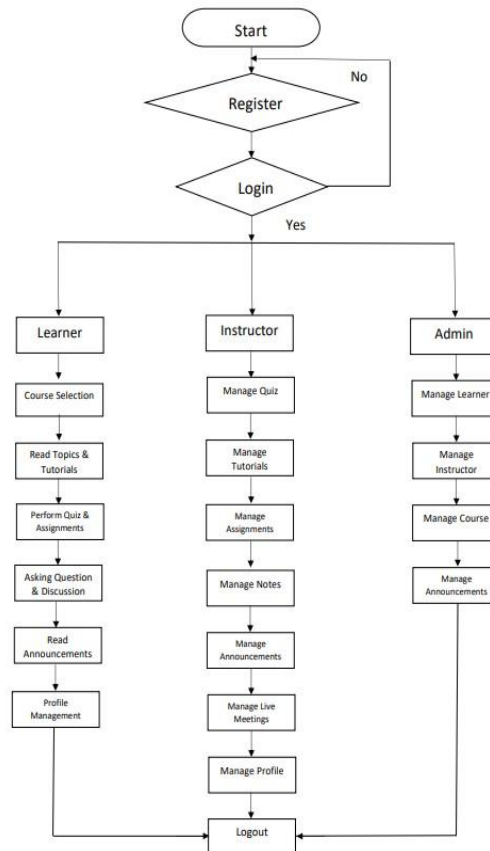 Start
No
Register
Login
Yes
Learner
Instructor
Admin
Course Selection
Manage Quiz
Manage Learner
Read Topics &
Tutorials
Manage
Tutorials
Manage
Instructor
Perform Quiz &
Assignments
Manage
Assignments
Manage Course
Asking Question
& Discussion
Manage Notes
Manage
Announcements
Read
Announcements
Manage
Announcements
Profile
Management
Manage Live
Meetings
Manage Profile
Logout